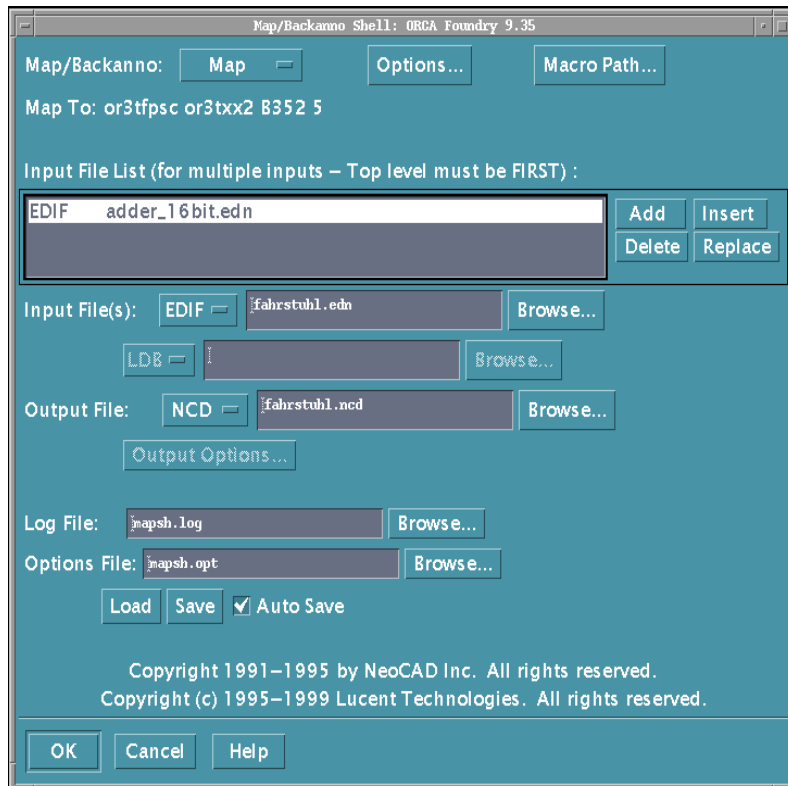 Map/Backanno Shell: ORCA Foundry 9.35
Map/Backanno: Map Options... Macro Path...
Map To: or3tfpsc or3txx2 B352 5
Input File List (for multiple inputs – Top level must be FIRST) :
EDIF adder_16bit.edn
Add Insert
Delete Replace
Input File(s): EDIF fahrstuhl.edn Browse...
LDB Browse...
Output File: NCD fahrstuhl.ncd Browse...
Output Options...
Log File: mapsh.log Browse...
Options File: mapsh.opt Browse...
Load Save Auto Save
Copyright 1991–1995 by NeoCAD Inc. All rights reserved.
Copyright (c) 1995–1999 Lucent Technologies. All rights reserved.
OK Cancel Help